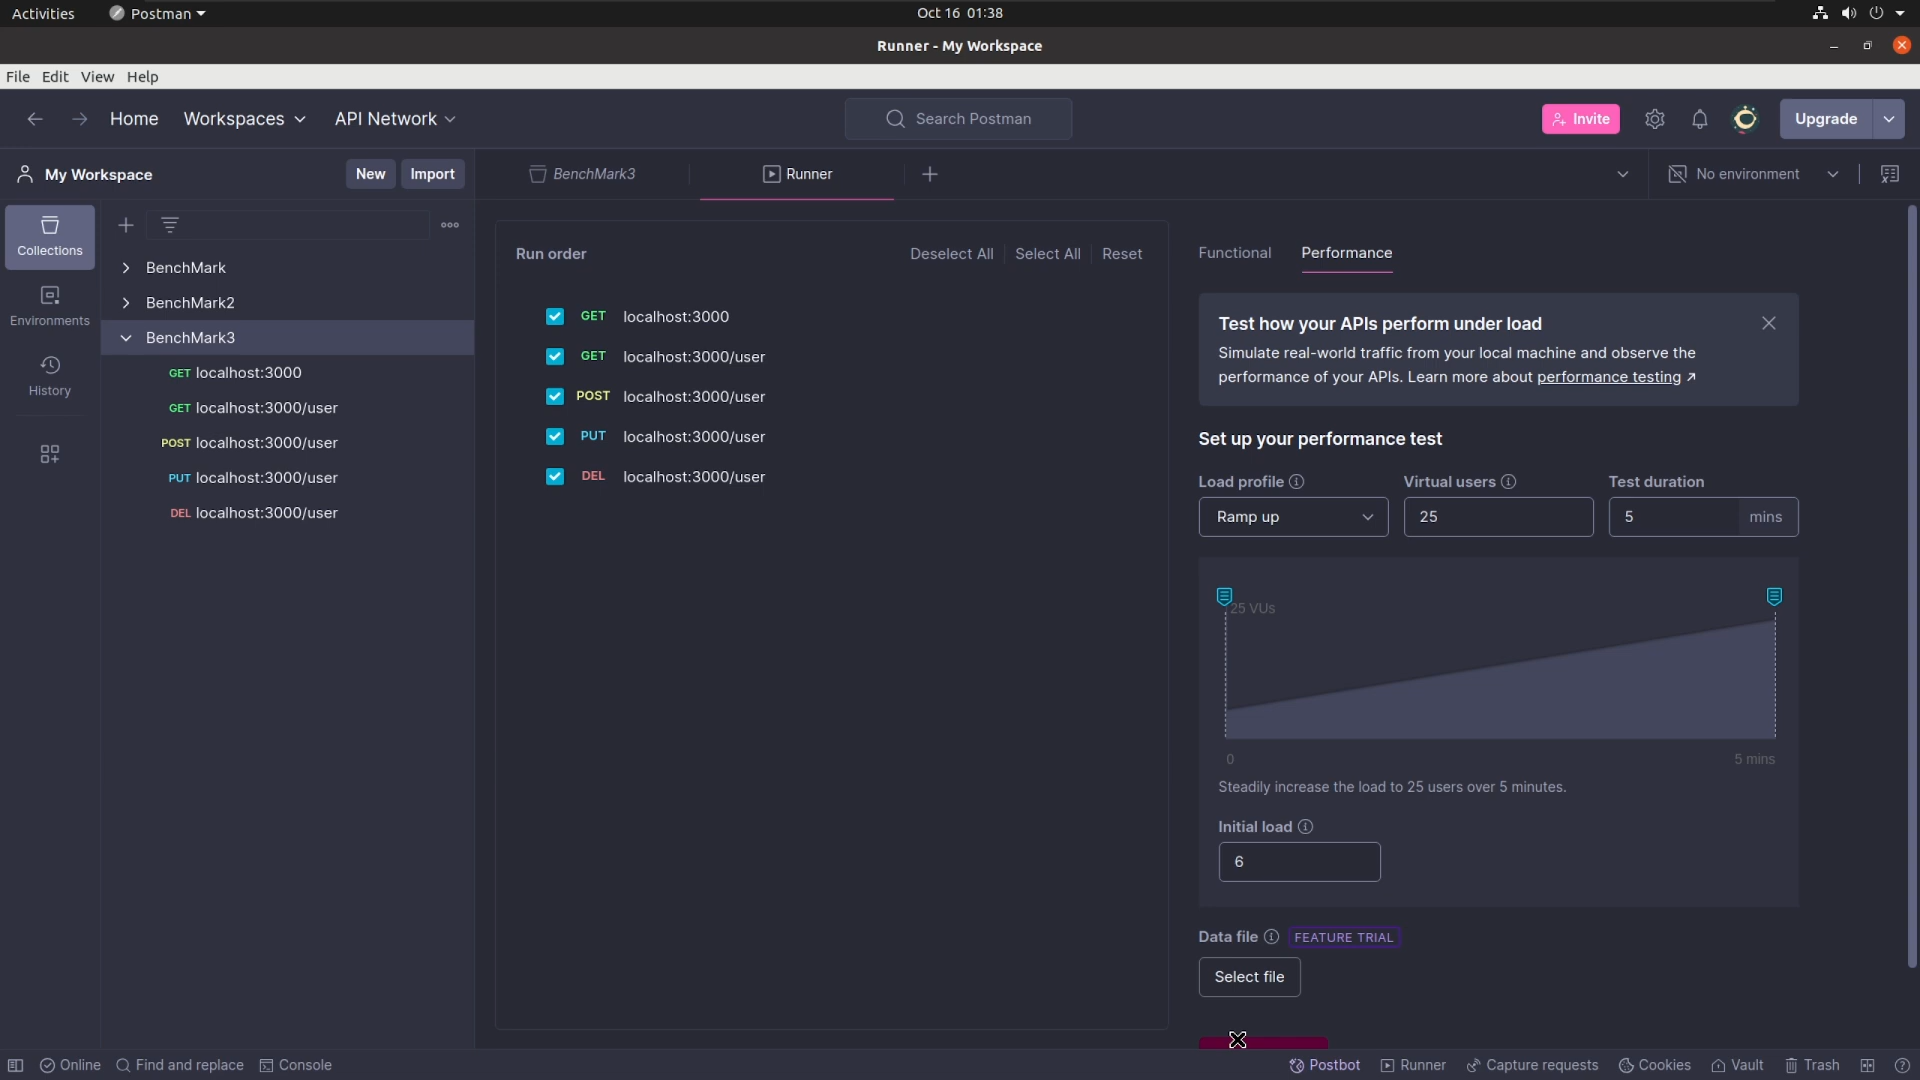 Activities Postman Oct 16 01:38
Runner - My Workspace
File Edit View Help
Home Workspaces API Network Search Postman Invite Upgrade
My Workspace New Import BenchMark3 Runner No environment
Collections
Environments
History
BenchMark
BenchMark2
BenchMark3
GET localhost:3000
GET localhost:3000/user
POST localhost:3000/user
PUT localhost:3000/user
DEL localhost:3000/user
Run order Deselect All Select All Reset
GET localhost:3000
GET localhost:3000/user
POST localhost:3000/user
PUT localhost:3000/user
DEL localhost:3000/user
Functional Performance
Test how your APIs perform under load
Simulate real-world traffic from your local machine and observe the
performance of your APIs. Learn more about performance testing ↗
Set up your performance test
Load profile Virtual users Test duration
Ramp up 25 5 mins
25 VUs
0 5 mins
Steadily increase the load to 25 users over 5 minutes.
Initial load
6
Data file FEATURE TRIAL
Select file
Online Find and replace Console Postbot Runner Capture requests Cookies Vault Trash